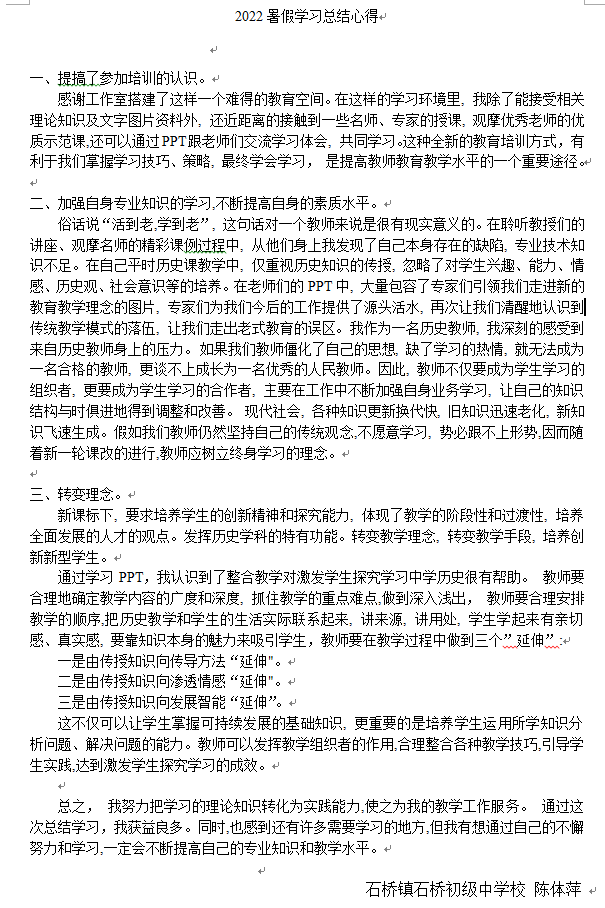 2022 暑假学习总结心得
一、提搞了参加培训的认识。
感谢工作室搭建了这样一个难得的教育空间。在这样的学习环境里, 我除了能接受相关
理论知识及文字图片资料外, 还近距离的接触到一些名师、专家的授课, 观摩优秀老师的优
质示范课,还可以通过 PPT 跟老师们交流学习体会, 共同学习。这种全新的教育培训方式, 有
利于我们掌握学习技巧、策略, 最终学会学习, 是提高教师教育教学水平的一个重要途径。
二、加强自身专业知识的学习,不断提高自身的素质水平。
俗话说“活到老,学到老”, 这句话对一个教师来说是很有现实意义的。在聆听教授们的
讲座、观摩名师的精彩课例过程中, 从他们身上我发现了自己本身存在的缺陷, 专业技术知
识不足。在自己平时历史课教学中, 仅重视历史知识的传授, 忽略了对学生兴趣、能力、情
感、历史观、社会意识等的培养。在老师们的 PPT 中, 大量包容了专家们引领我们走进新的
教育教学理念的图片, 专家们为我们今后的工作提供了源头活水, 再次让我们清醒地认识到
传统教学模式的落伍, 让我们走出老式教育的误区。我作为一名历史教师, 我深刻的感受到
来自历史教师身上的压力。 如果我们教师僵化了自己的思想, 缺了学习的热情, 就无法成为
一名合格的教师, 更谈不上成长为一名优秀的人民教师。因此, 教师不仅要成为学生学习的
组织者, 更要成为学生学习的合作者, 主要在工作中不断加强自身业务学习, 让自己的知识
结构与时俱进地得到调整和改善。 现代社会, 各种知识更新换代快, 旧知识迅速老化, 新知
识飞速生成。假如我们教师仍然坚持自己的传统观念,不愿意学习, 势必跟不上形势,因而随
着新一轮课改的进行,教师应树立终身学习的理念。
三、转变理念。
新课标下, 要求培养学生的创新精神和探究能力, 体现了教学的阶段性和过渡性, 培养
全面发展的人才的观点。发挥历史学科的特有功能。转变教学理念, 转变教学手段, 培养创
新新型学生。
通过学习 PPT，我认识到了整合教学对激发学生探究学习中学历史很有帮助。 教师要
合理地确定教学内容的广度和深度, 抓住教学的重点难点,做到深入浅出, 教师要合理安排
教学的顺序,把历史教学和学生的生活实际联系起来, 讲来源, 讲用处, 学生学起来有亲切
感、真实感, 要靠知识本身的魅力来吸引学生, 教师要在教学过程中做到三个”延伸”:
一是由传授知识向传导方法“延伸"。
二是由传授知识向渗透情感“延伸"。
三是由传授知识向发展智能“延伸”。
这不仅可以让学生掌握可持续发展的基础知识, 更重要的是培养学生运用所学知识分
析问题、解决问题的能力。教师可以发挥教学组织者的作用,合理整合各种教学技巧,引导学
生实践,达到激发学生探究学习的成效。
总之, 我努力把学习的理论知识转化为实践能力,使之为我的教学工作服务。 通过这
次总结学习，我获益良多。同时,也感到还有许多需要学习的地方,但我有想通过自己的不懈
努力和学习,一定会不断提高自己的专业知识和教学水平。
石桥镇石桥初级中学校 陈体萍